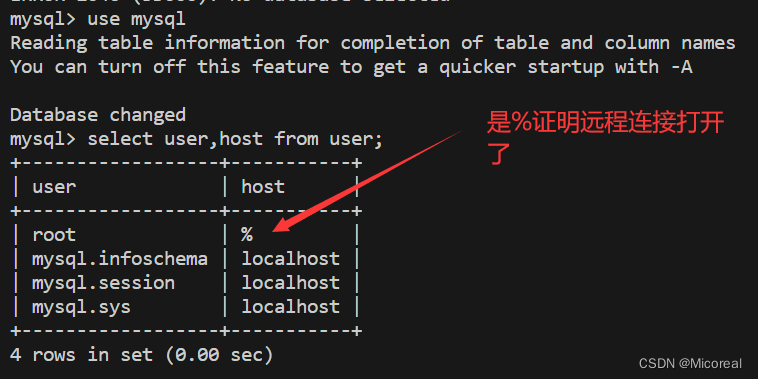 mysql> use mysql
Reading table information for completion of table and column names
You can turn off this feature to get a quicker startup with -A
Database changed
mysql> select user,host from user;
是%证明远程连接打开
了
+------------------+-----------+
| user             | host      |
+------------------+-----------+
| root             | %         |
| mysql.infoschema | localhost |
| mysql.session    | localhost |
| mysql.sys        | localhost |
+------------------+-----------+
4 rows in set (0.00 sec)
CSDN @Micoreal